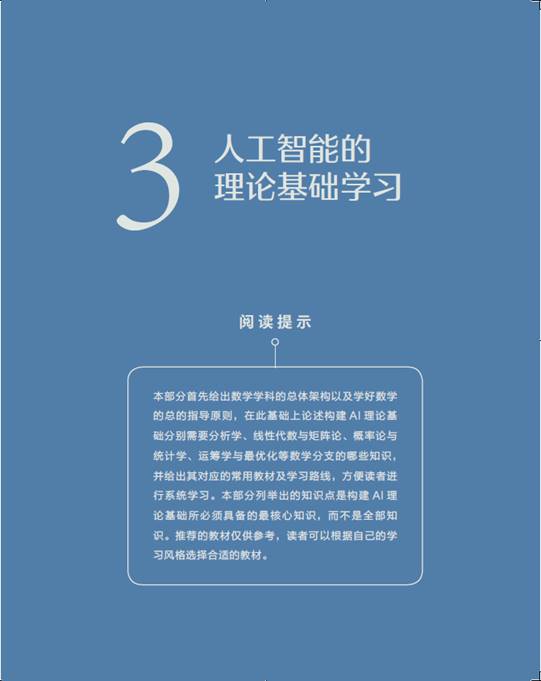 3
人工智能的
理论基础学习
阅读提示
本部分首先给出数学学科的总体架构以及学好数学
的总的指导原则，在此基础上论述构建 AI 理论基
础分别需要分析学、线性代数与矩阵论、概率论与
统计学、运筹学与最优化等数学分支的哪些知识，
并给出其对应的常用教材及学习路线，方便读者进
行系统学习。本部分列举出的知识点是构建 AI 理
论基础所必须具备的最核心知识，而不是全部知
识。推荐的教材仅供参考，读者可以根据自己的学
习风格选择合适的教材。